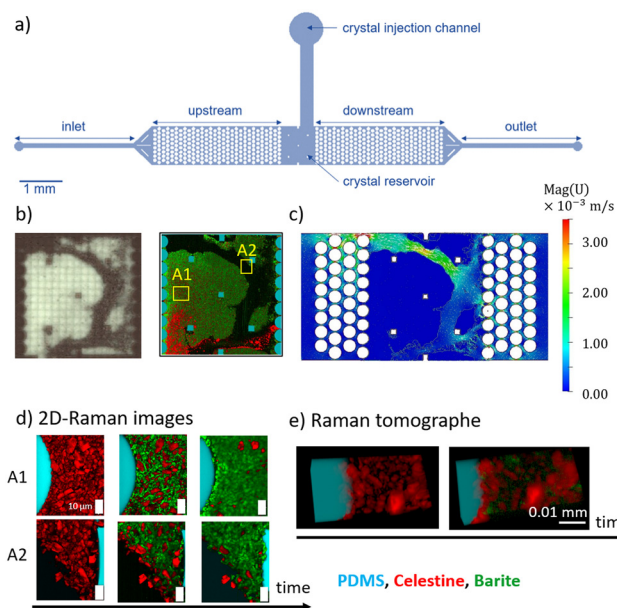 a)
crystal injection channel
upstream
downstream
inlet
outlet
crystal reservoir
1 mm
b)
A1
A2
c)
Mag(U)
× 10⁻³ m/s
3.00
2.00
1.00
0.00
d) 2D-Raman images
A1
10 µm
A2
time
e) Raman tomographe
0.01 mm
tim
PDMS, Celestine, Barite